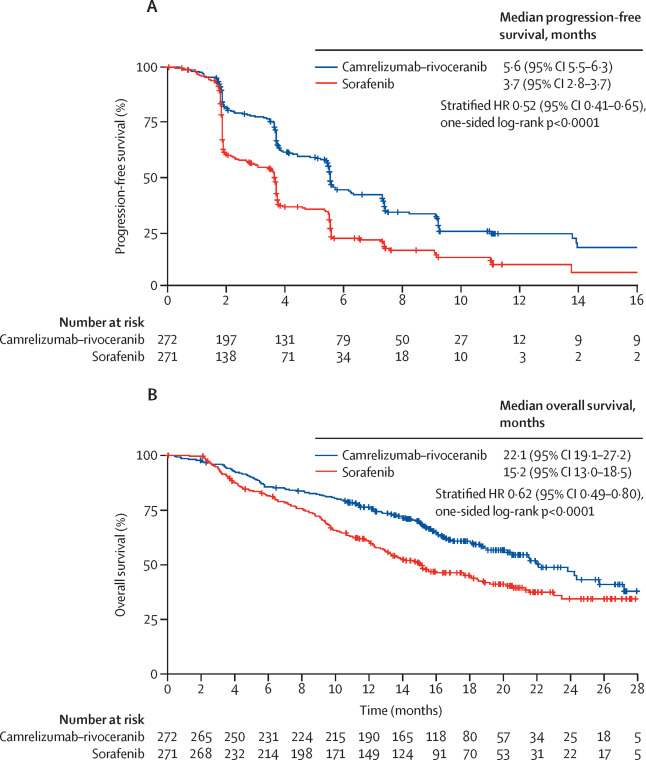 A
Median progression-free
survival, months
Camrelizumab–rivoceranib 5·6 (95% CI 5·5–6·3)
Sorafenib 3·7 (95% CI 2·8–3·7)
Stratified HR 0·52 (95% CI 0·41–0·65),
one-sided log-rank p<0·0001
Progression-free survival (%)
100
75
50
25
0
0 2 4 6 8 10 12 14 16
Number at risk
Camrelizumab–rivoceranib 272 197 131 79 50 27 12 9 9
Sorafenib 271 138 71 34 18 10 3 2 2
B
Median overall survival,
months
Camrelizumab–rivoceranib 22·1 (95% CI 19·1–27·2)
Sorafenib 15·2 (95% CI 13·0–18·5)
Stratified HR 0·62 (95% CI 0·49–0·80),
one-sided log-rank p<0·0001
Overall survival (%)
100
75
50
25
0
0 2 4 6 8 10 12 14 16 18 20 22 24 26 28
Time (months)
Number at risk
Camrelizumab–rivoceranib 272 265 250 231 224 215 190 165 118 80 57 34 25 18 5
Sorafenib 271 268 232 214 198 171 149 124 91 70 53 31 22 17 5